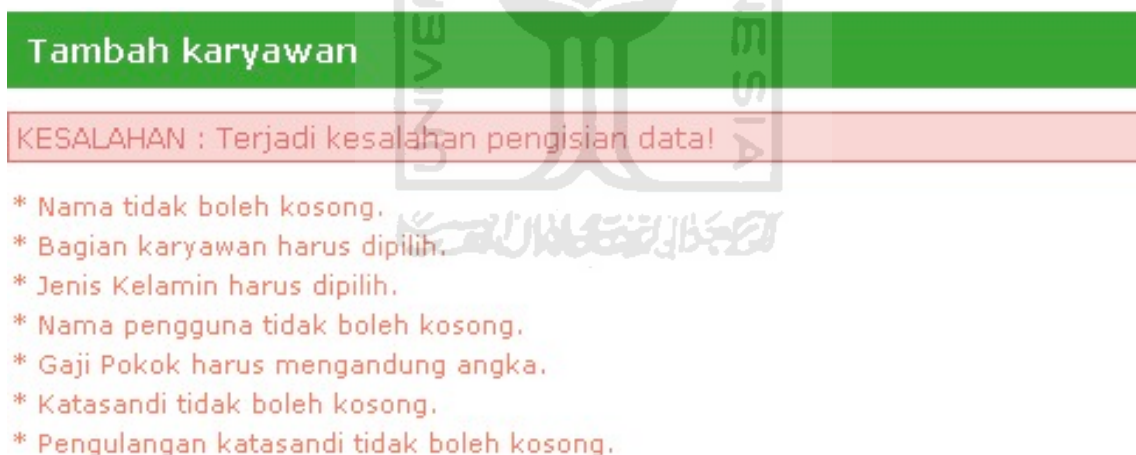 Tambah karyawan
KESALAHAN : Terjadi kesalahan pengisian data!
* Nama tidak boleh kosong.
* Bagian karyawan harus dipilih.
* Jenis Kelamin harus dipilih.
* Nama pengguna tidak boleh kosong.
* Gaji Pokok harus mengandung angka.
* Katasandi tidak boleh kosong.
* Pengulangan katasandi tidak boleh kosong.